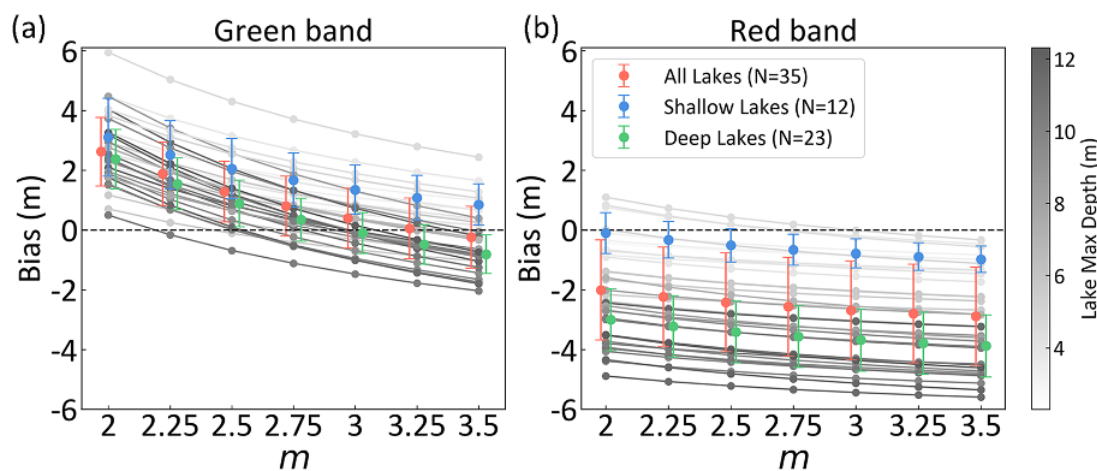 (a) Green band
(b) Red band
6
4
2
0
-2
-4
-6
Bias (m)
2 2.25 2.5 2.75 3 3.25 3.5
m
6
4
2
0
-2
-4
-6
Bias (m)
All Lakes (N=35)
Shallow Lakes (N=12)
Deep Lakes (N=23)
2 2.25 2.5 2.75 3 3.25 3.5
m
12
10
8
6
4
Lake Max Depth (m)